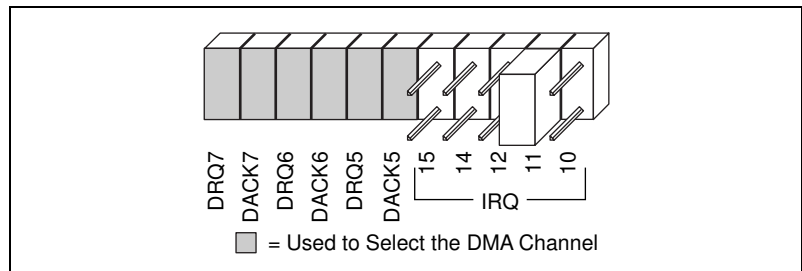 DRQ7
DACK7
DRQ6
DACK6
DRQ5
DACK5
15
14
12
11
10
IRQ
= Used to Select the DMA Channel